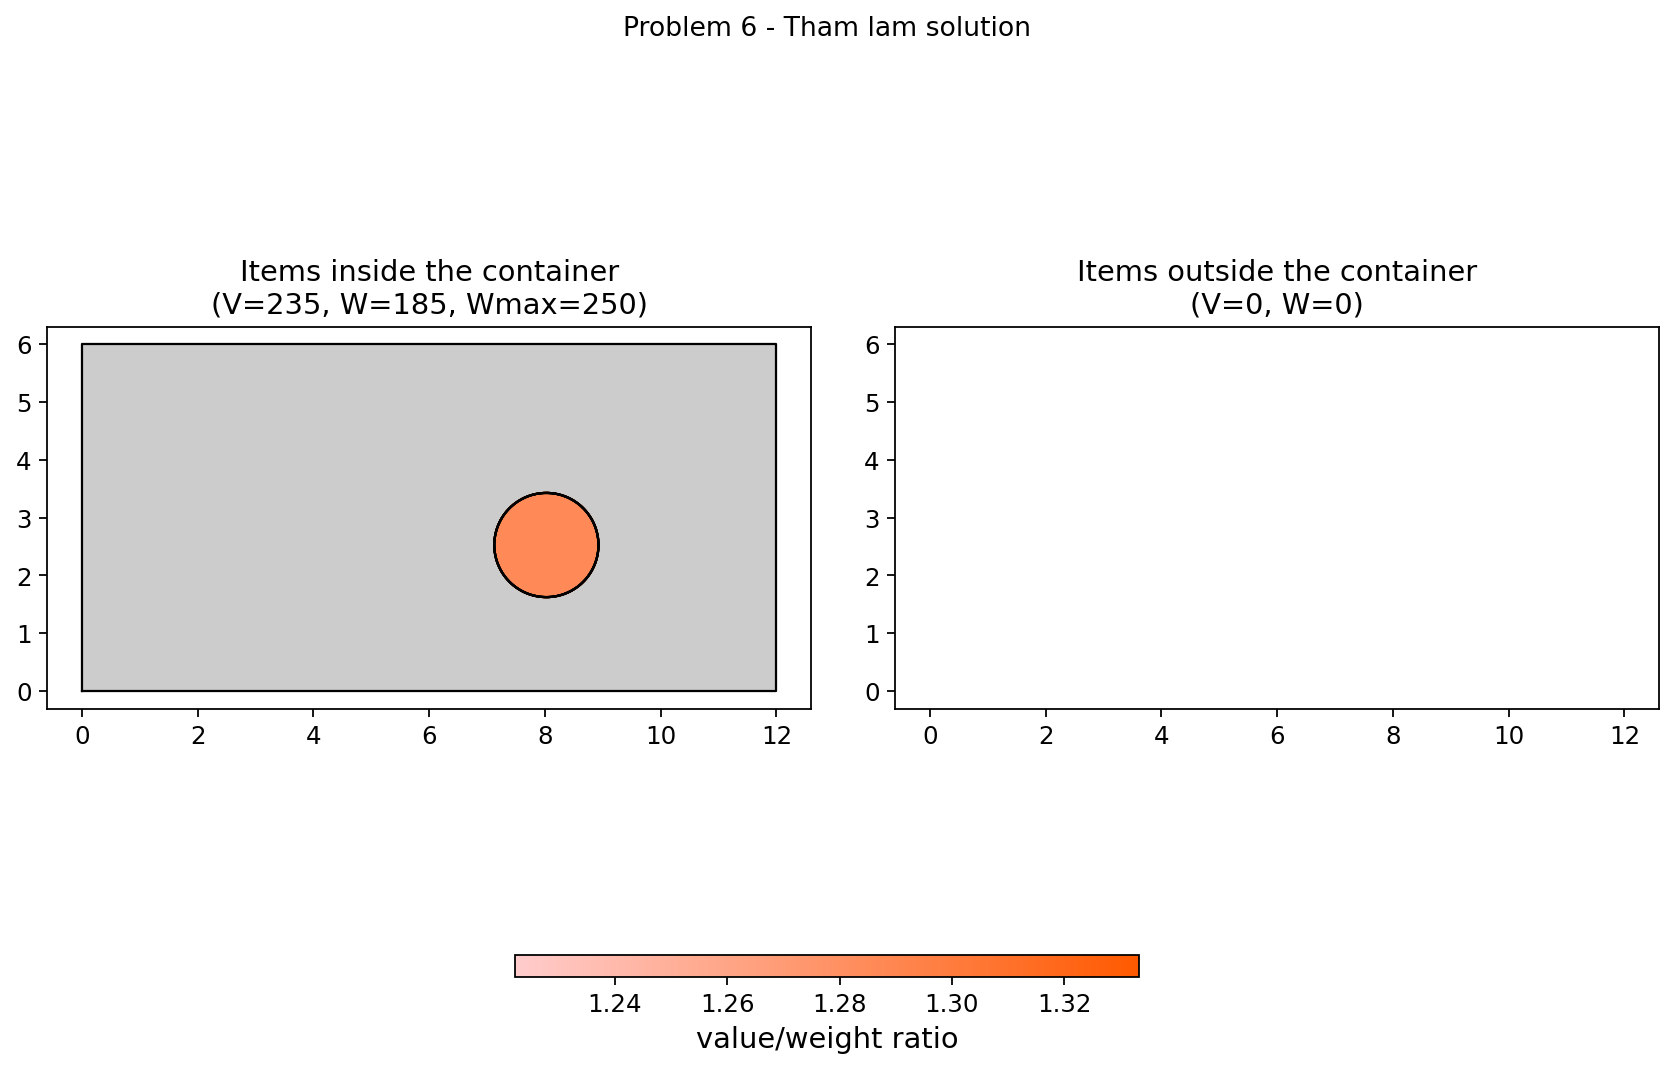 Problem 6 - Tham lam solution
Items inside the container
(V=235, W=185, Wmax=250)
Items outside the container
(V=0, W=0)
6
5
4
3
2
1
0
0 2 4 6 8 10 12
6
5
4
3
2
1
0
0 2 4 6 8 10 12
1.24 1.26 1.28 1.30 1.32
value/weight ratio